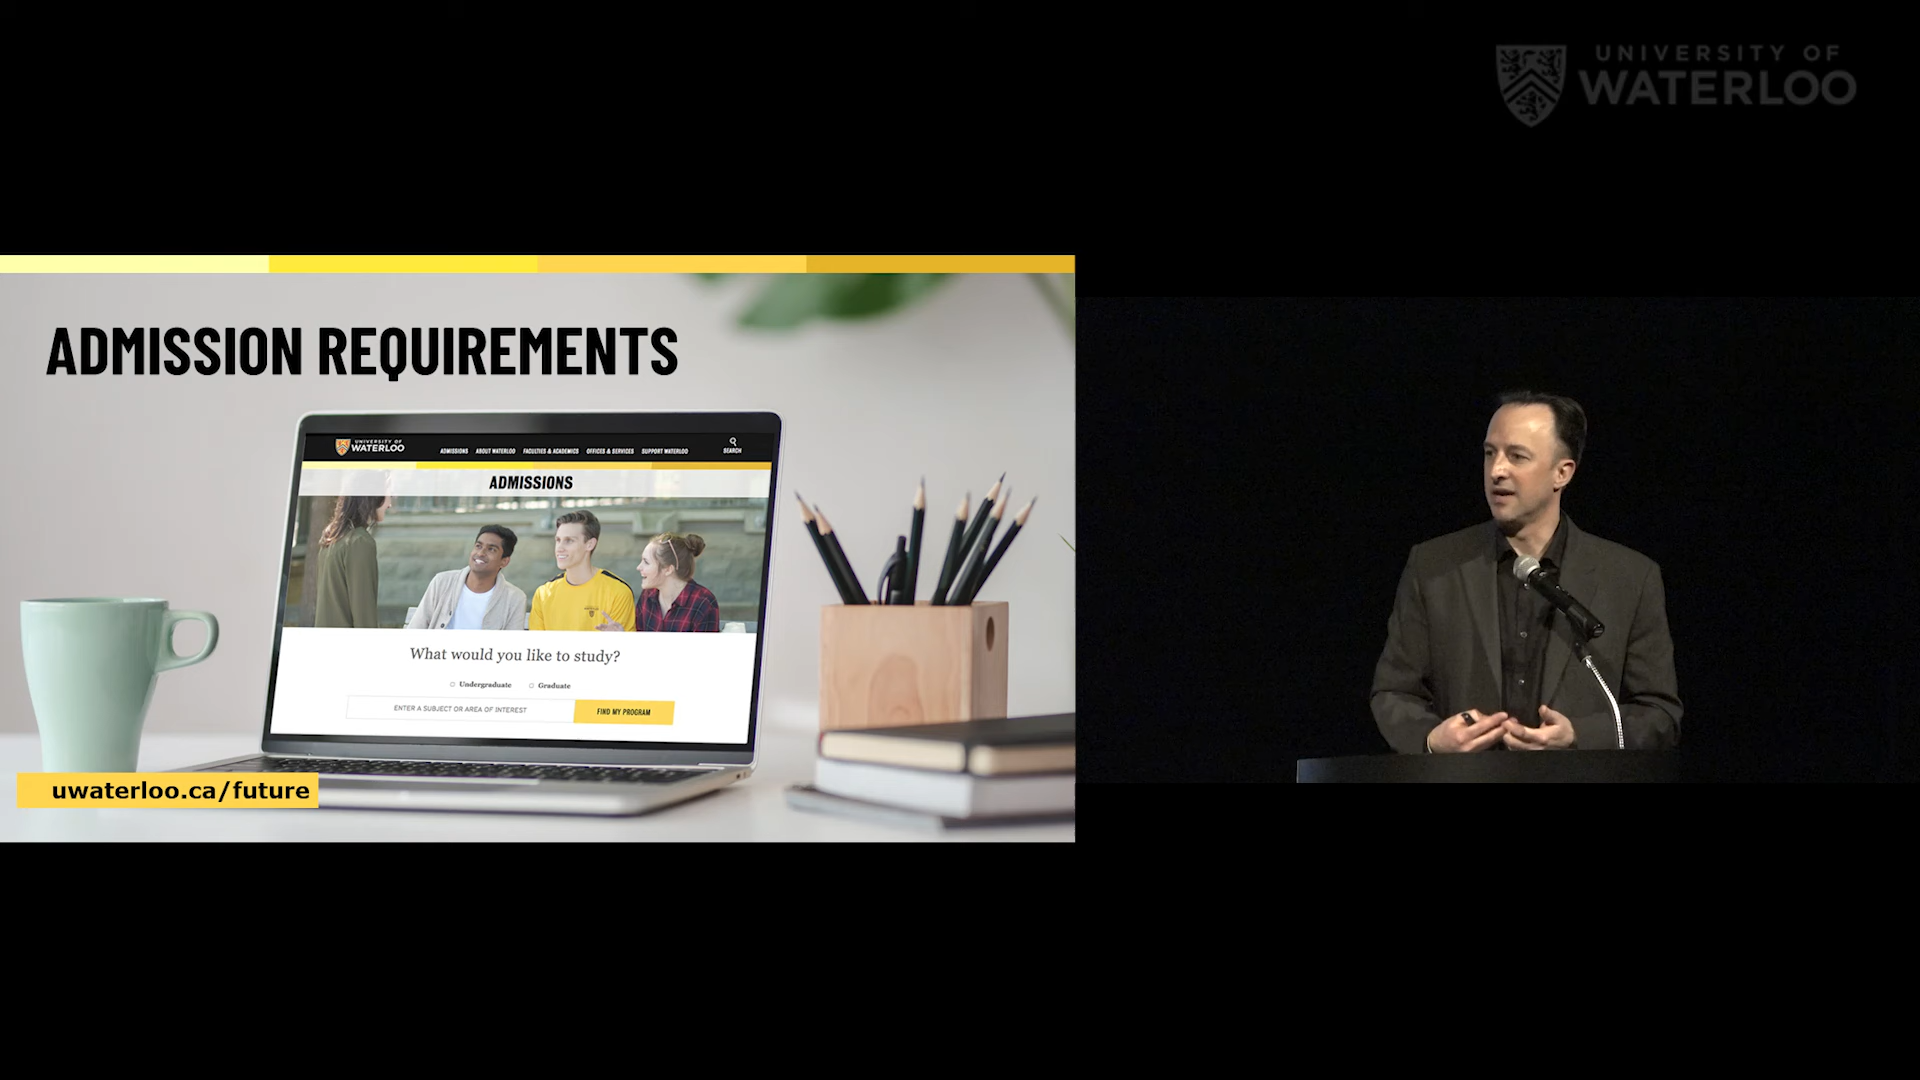 UNIVERSITY OF
WATERLOO
ADMISSION REQUIREMENTS
UNIVERSITY OF
WATERLOO
ADMISSIONS ABOUT WATERLOO FACULTIES & ACADEMICS OFFICES & SERVICES SUPPORT WATERLOO SEARCH
ADMISSIONS
What would you like to study?
Undergraduate Graduate
ENTER A SUBJECT OR AREA OF INTEREST FIND MY PROGRAM
uwaterloo.ca/future